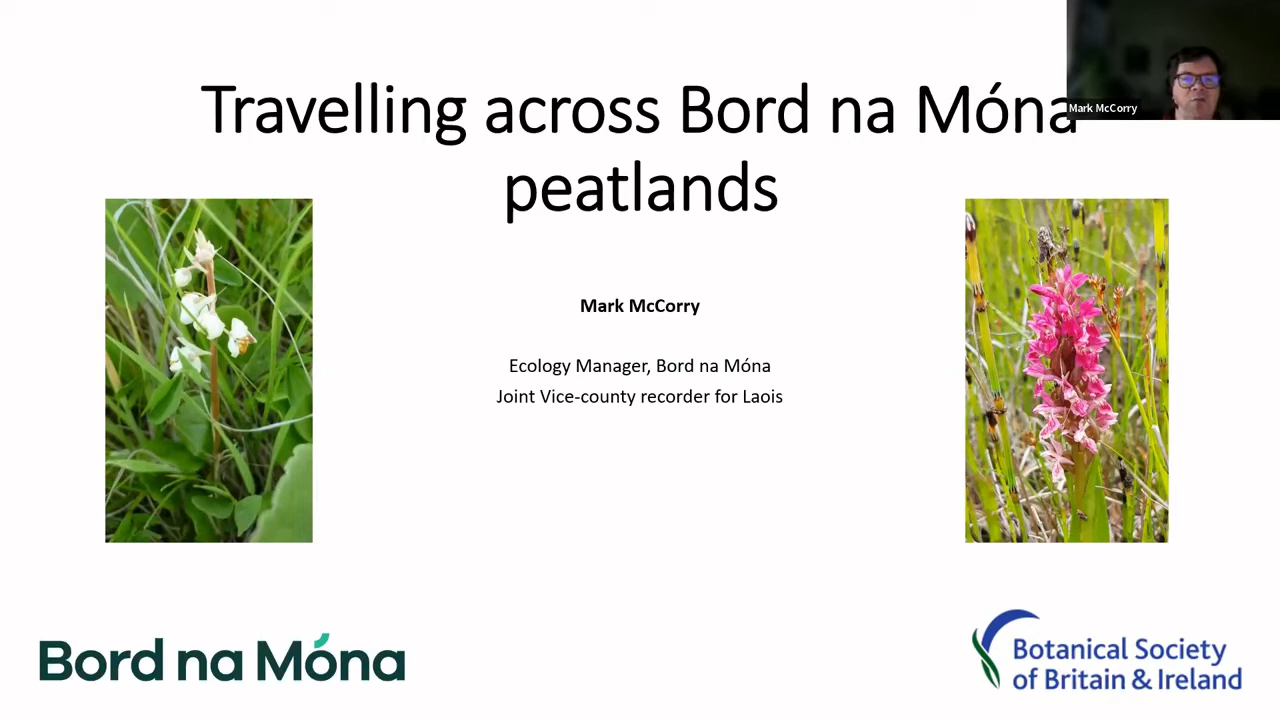 Travelling across Bord na Móna
peatlands
Mark McCorry
Mark McCorry
Ecology Manager, Bord na Móna
Joint Vice-county recorder for Laois
Bord na Móna
Botanical Society
of Britain & Ireland